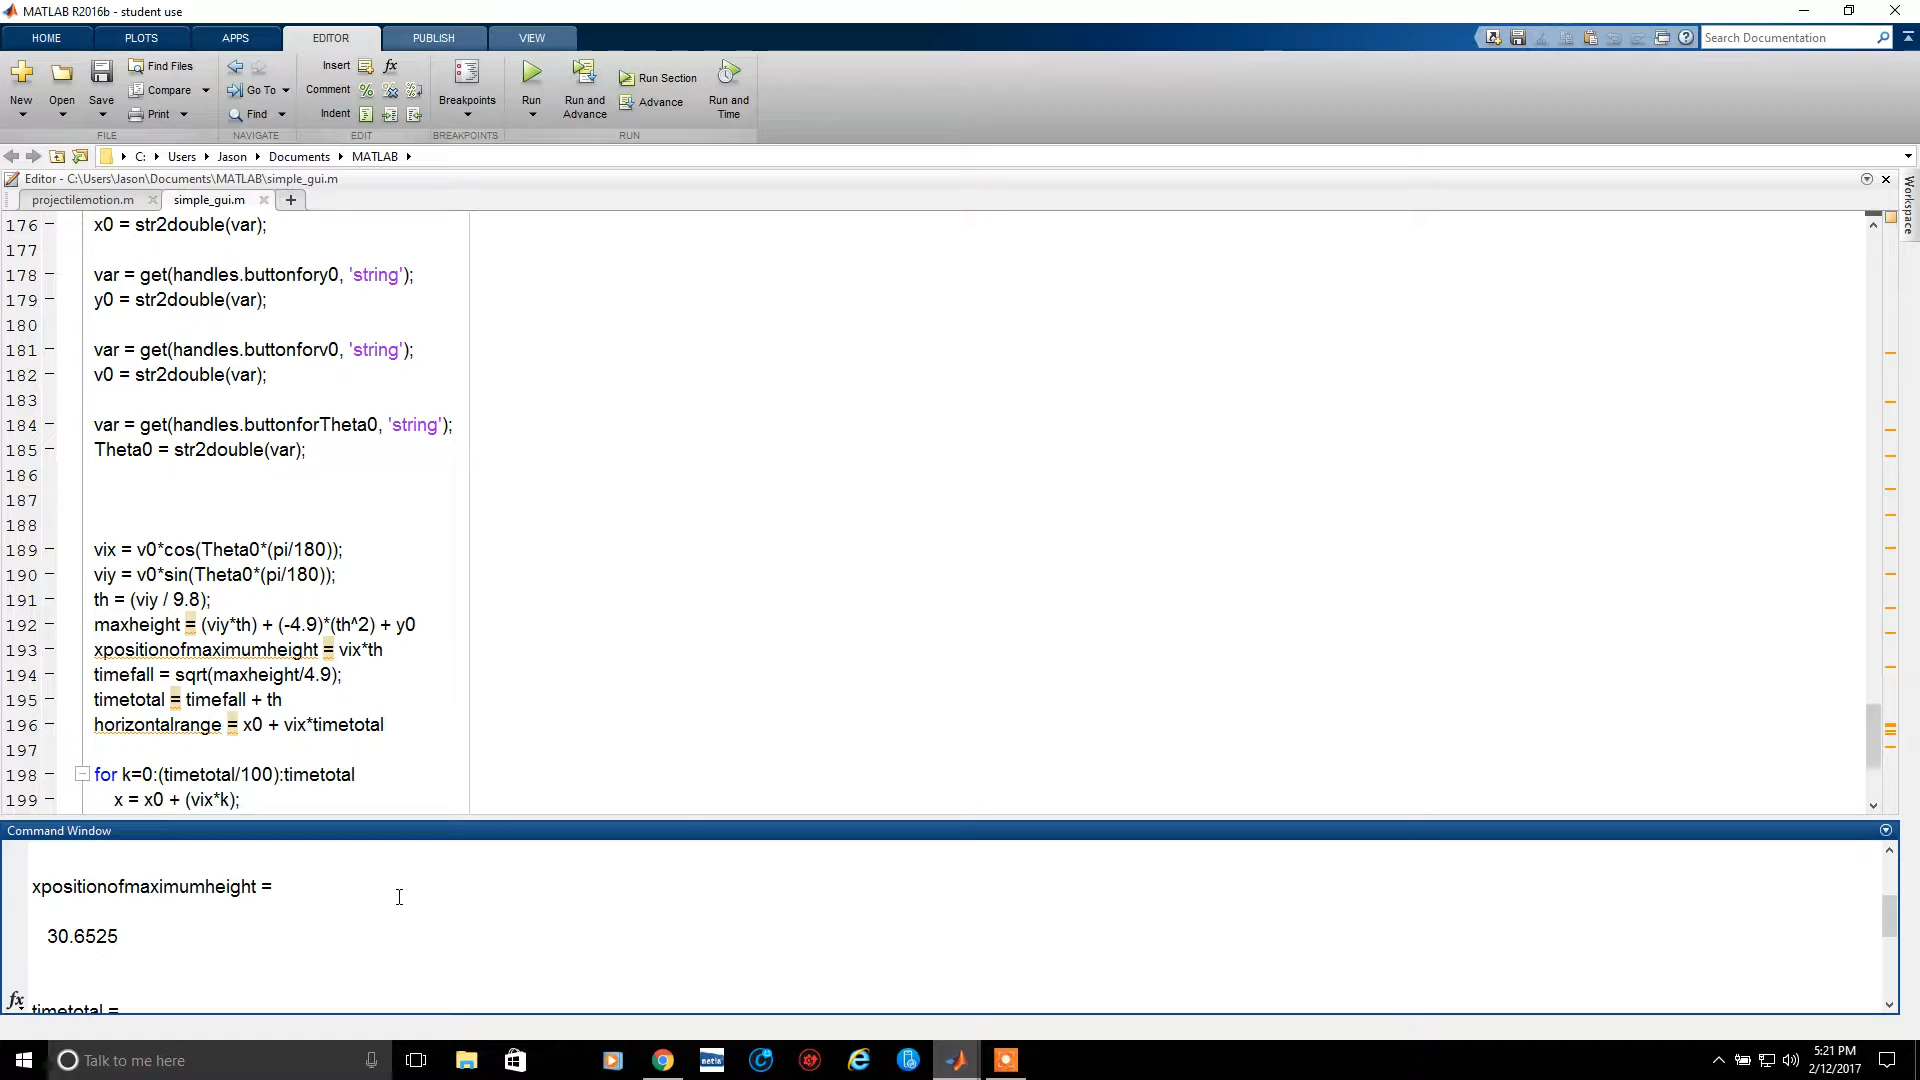 MATLAB R2016b - student use
HOME PLOTS APPS EDITOR PUBLISH VIEW
Search Documentation
New Open Save Find Files Compare Print
Go To Find
Insert fx
Comment
Indent
Breakpoints Run Run and Advance Run Section Advance Run and Time
FILE NAVIGATE EDIT BREAKPOINTS RUN
C: Users Jason Documents MATLAB
Editor - C:\Users\Jason\Documents\MATLAB\simple_gui.m
Workspace
projectilemotion.m simple_gui.m
176 x0 = str2double(var);
177
178 var = get(handles.buttonfory0, 'string');
179 y0 = str2double(var);
180
181 var = get(handles.buttonforv0, 'string');
182 v0 = str2double(var);
183
184 var = get(handles.buttonforTheta0, 'string');
185 Theta0 = str2double(var);
186
187
188
189 vix = v0*cos(Theta0*(pi/180));
190 viy = v0*sin(Theta0*(pi/180));
191 th = (viy / 9.8);
192 maxheight = (viy*th) + (-4.9)*(th^2) + y0
193 xpositionofmaximumheight = vix*th
194 timefall = sqrt(maxheight/4.9);
195 timetotal = timefall + th
196 horizontalrange = x0 + vix*timetotal
197
198 for k=0:(timetotal/100):timetotal
199 x = x0 + (vix*k);
Command Window
xpositionofmaximumheight =
30.6525
timetotal =
fx
Talk to me here
netis
5:21 PM
2/12/2017